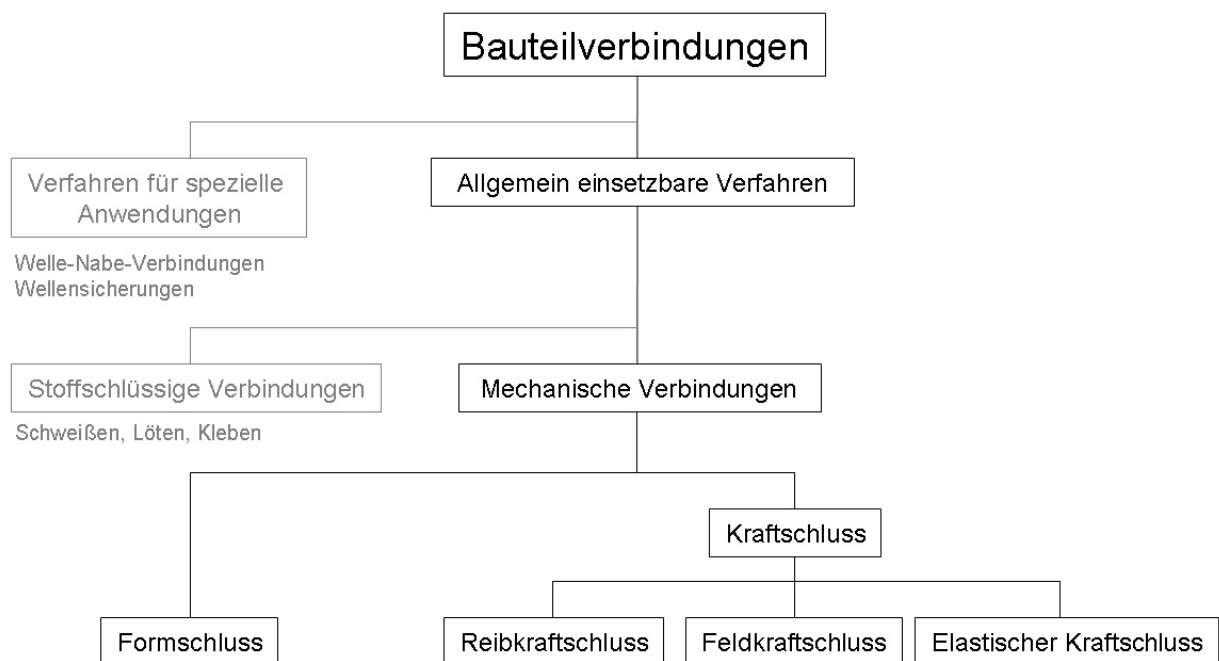 Bauteilverbindungen
Verfahren für spezielle
Anwendungen
Allgemein einsetzbare Verfahren
Welle-Nabe-Verbindungen
Wellensicherungen
Stoffschlüssige Verbindungen
Mechanische Verbindungen
Schweißen, Löten, Kleben
Kraftschluss
Formschluss
Reibkraftschluss
Feldkraftschluss
Elastischer Kraftschluss